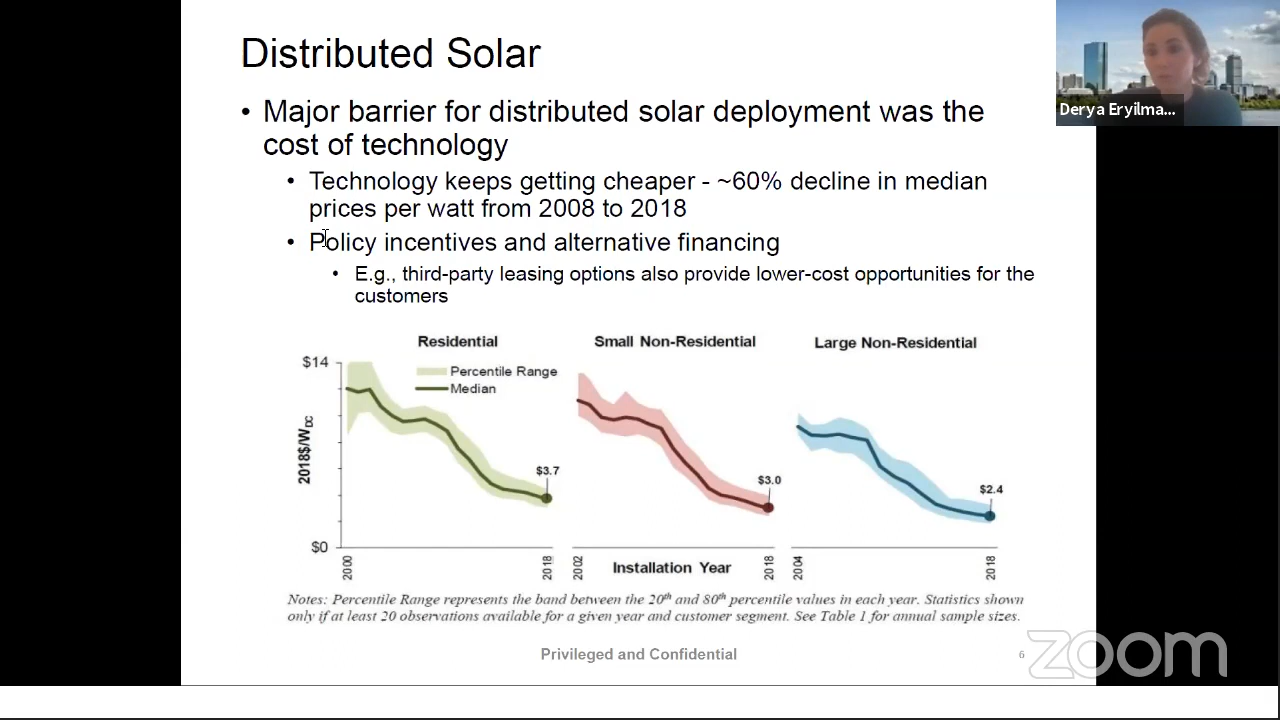 Distributed Solar
• Major barrier for distributed solar deployment was the
cost of technology
• Technology keeps getting cheaper - ~60% decline in median
prices per watt from 2008 to 2018
• Policy incentives and alternative financing
• E.g., third-party leasing options also provide lower-cost opportunities for the
customers
Derya Eryilma...
Residential
Small Non-Residential
Large Non-Residential
$14
Percentile Range
Median
2018$/WDC
$3.7
$3.0
$2.4
$0
2000
2018
2002
Installation Year
2018
2004
2018
Notes: Percentile Range represents the band between the 20th and 80th percentile values in each year. Statistics shown
only if at least 20 observations available for a given year and customer segment. See Table 1 for annual sample sizes.
Privileged and Confidential
6
zoom